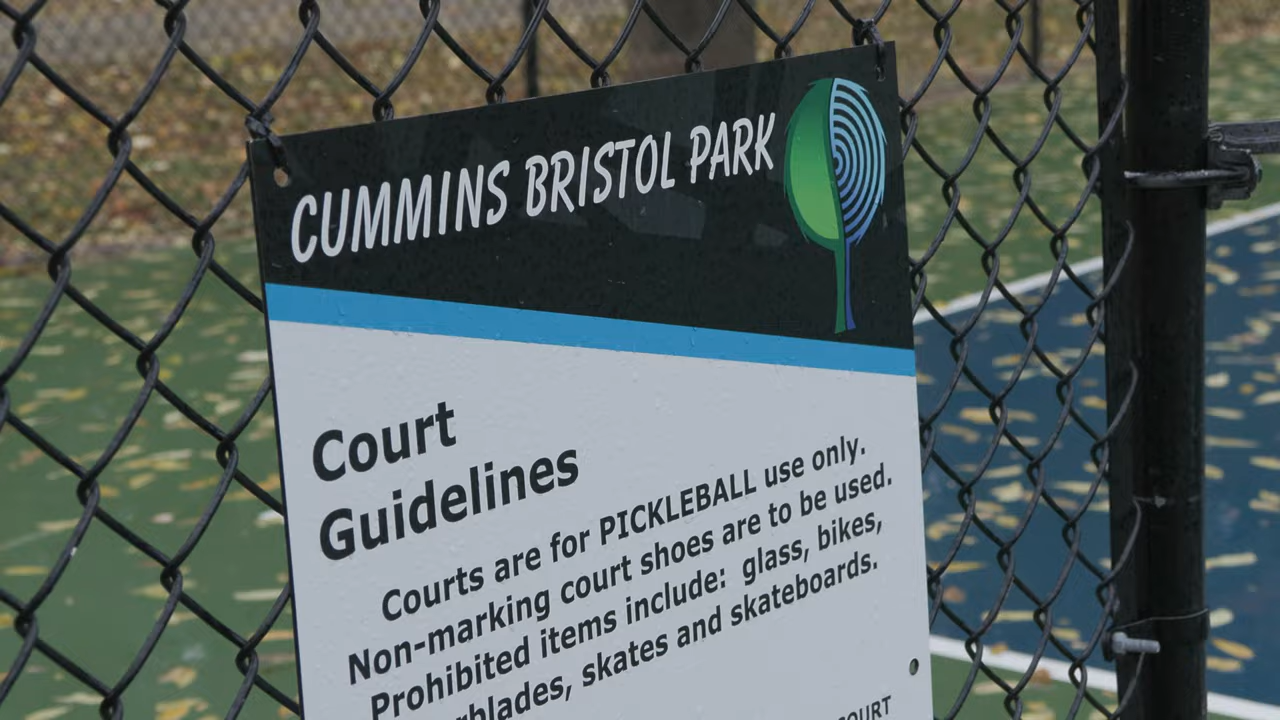 CUMMINS BRISTOL PARK
Court
Guidelines
Courts are for PICKLEBALL use only.
Non-marking court shoes are to be used.
Prohibited items include: glass, bikes,
skates and skateboards.
COURT